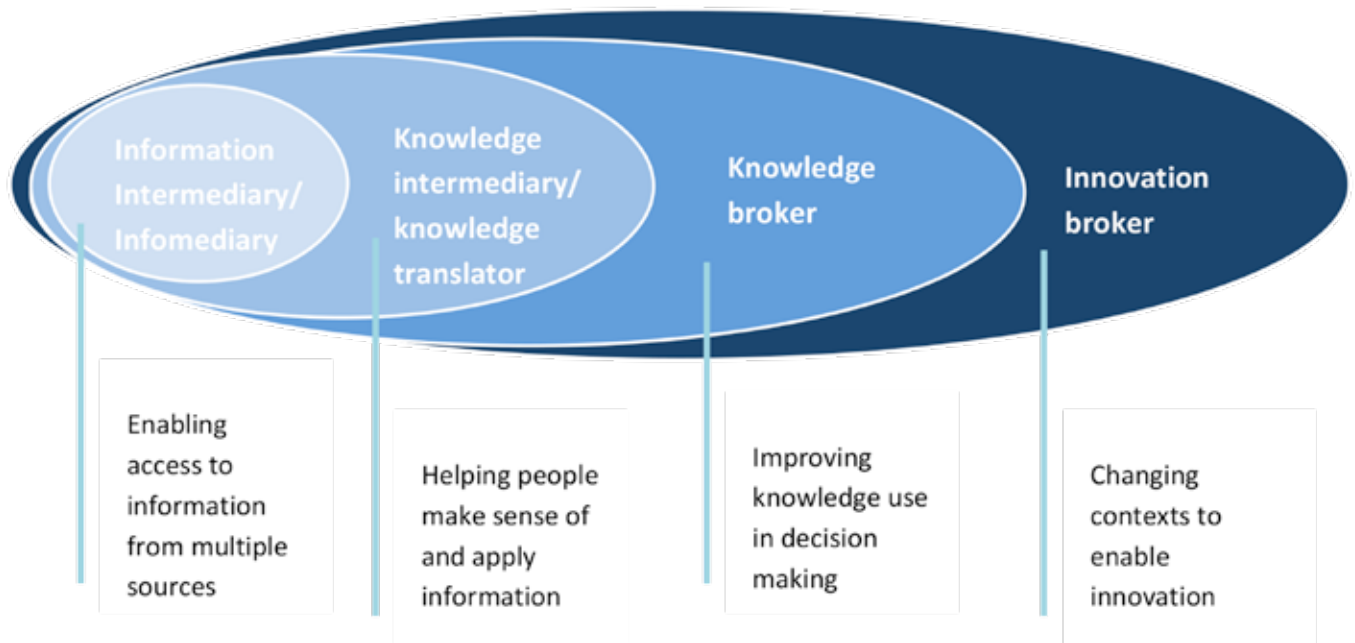 Information
Intermediary/
Infomediary
Knowledge
intermediary/
knowledge
translator
Knowledge
broker
Innovation
broker
Enabling
access to
information
from multiple
sources
Helping people
make sense of
and apply
information
Improving
knowledge use
in decision
making
Changing
contexts to
enable
innovation